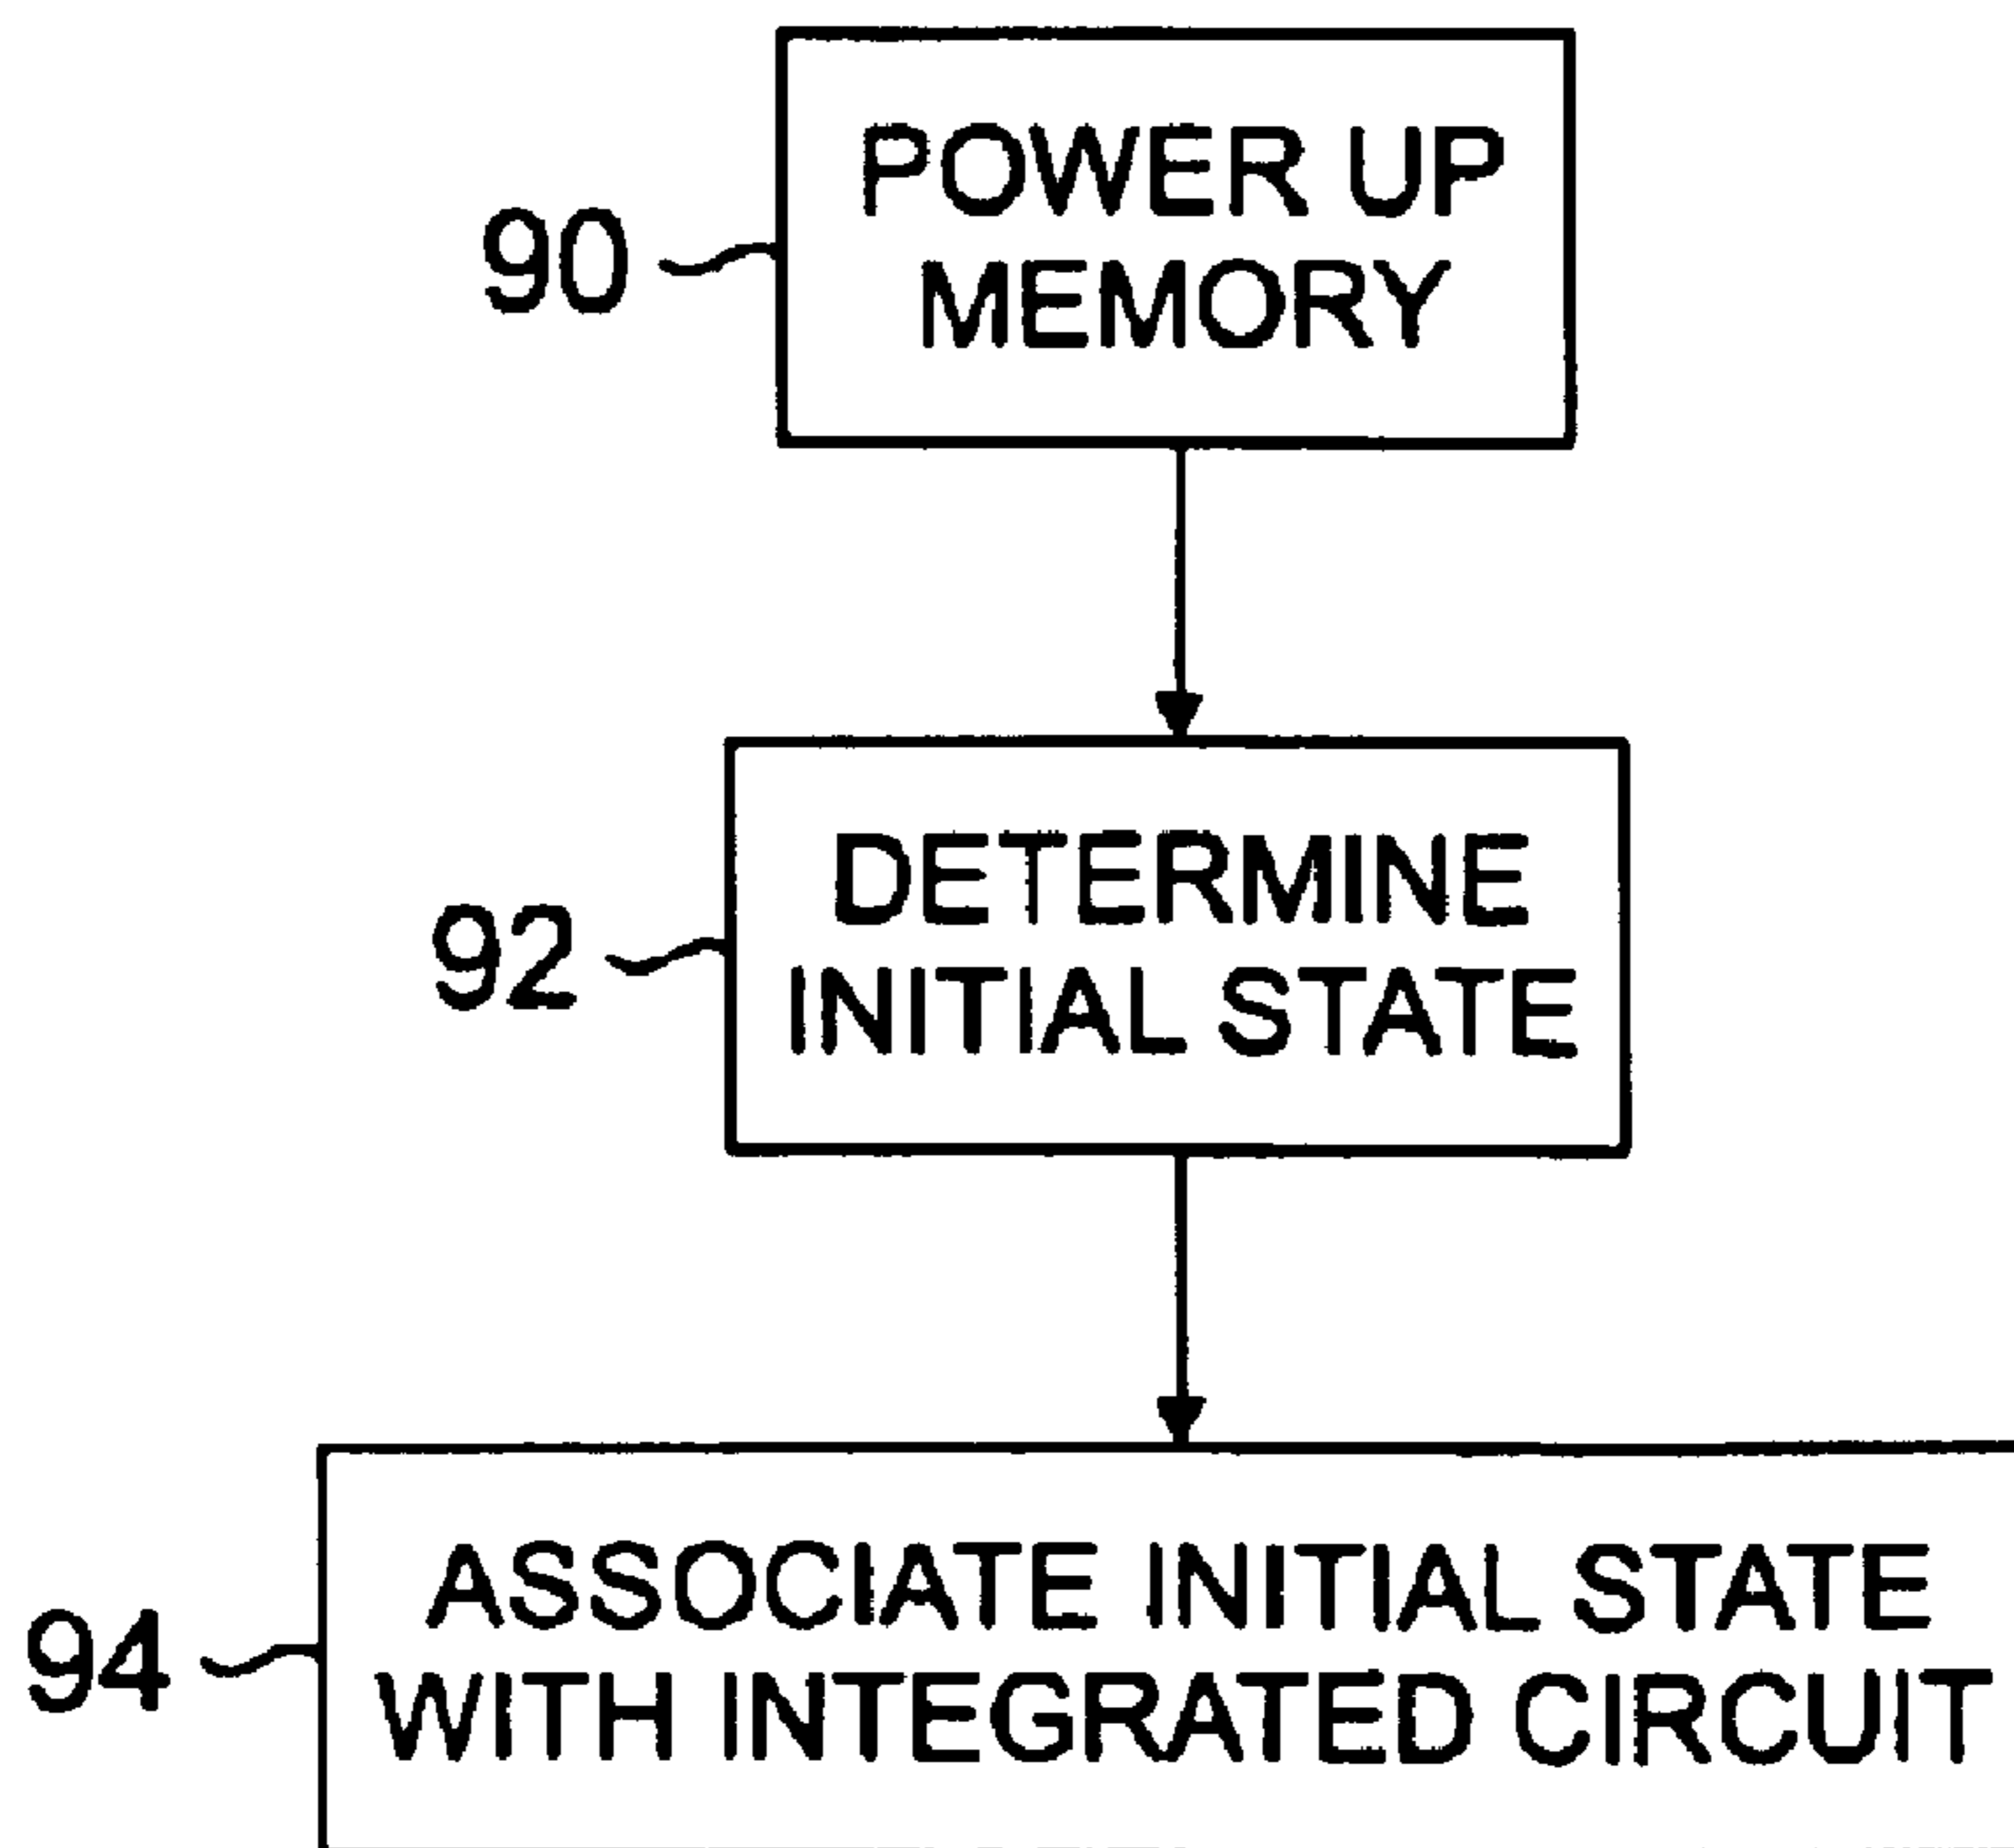 POWER UP
MEMORY
90
DETERMINE
INITIAL STATE
92
ASSOCIATE INITIAL STATE
WITH INTEGRATED CIRCUIT
94